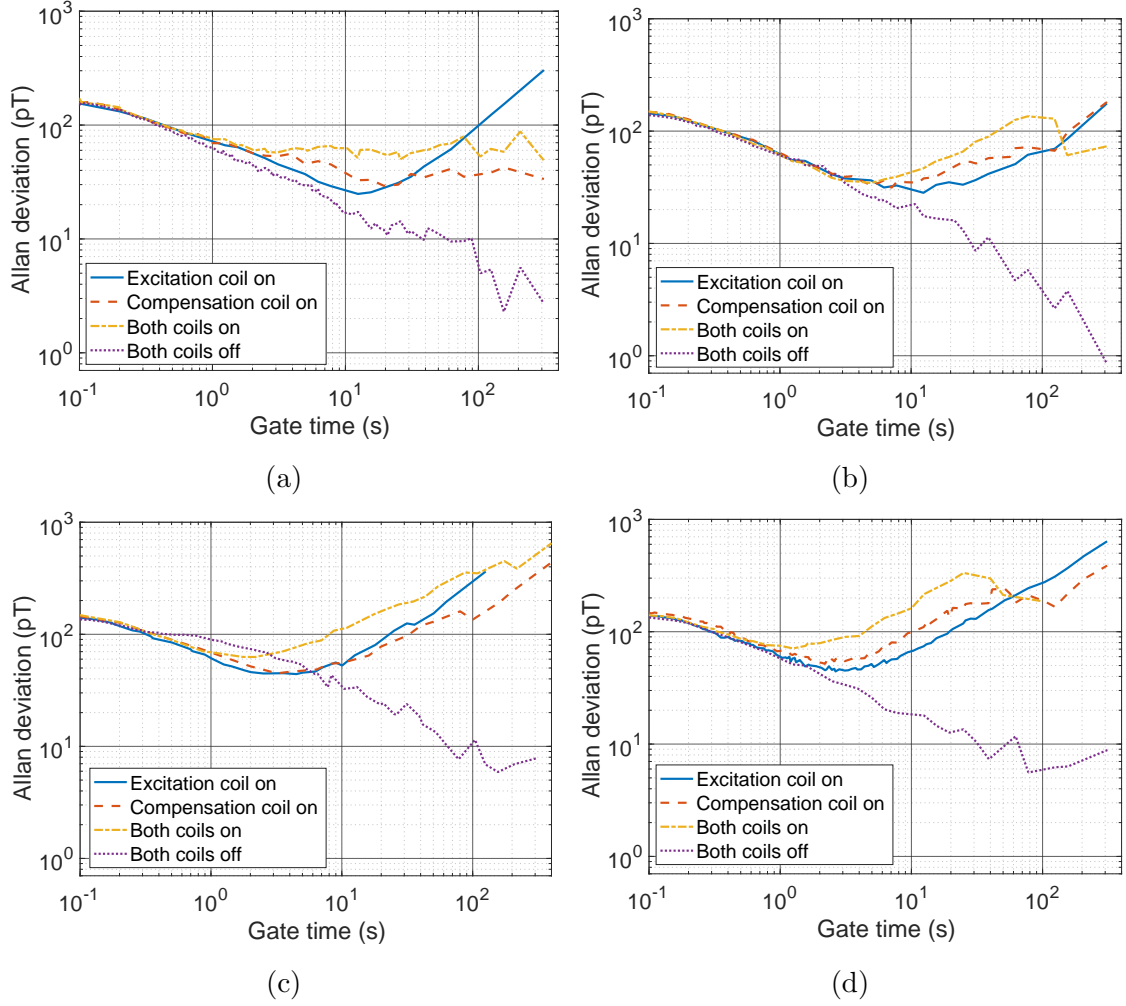 10^3
10^2
10^1
10^0
Allan deviation (pT)
Excitation coil on
Compensation coil on
Both coils on
Both coils off
10^-1 10^0 10^1 10^2
Gate time (s)
(a)
10^3
10^2
10^1
10^0
Allan deviation (pT)
Excitation coil on
Compensation coil on
Both coils on
Both coils off
10^-1 10^0 10^1 10^2
Gate time (s)
(b)
10^3
10^2
10^1
10^0
Allan deviation (pT)
Excitation coil on
Compensation coil on
Both coils on
Both coils off
10^-1 10^0 10^1 10^2
Gate time (s)
(c)
10^3
10^2
10^1
10^0
Allan deviation (pT)
Excitation coil on
Compensation coil on
Both coils on
Both coils off
10^-1 10^0 10^1 10^2
Gate time (s)
(d)